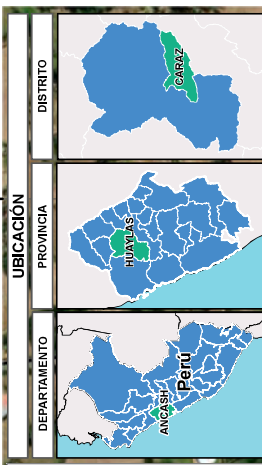 UBICACIÓN
DEPARTAMENTO
ANCASH
Perú
PROVINCIA
HUAYLAS
DISTRITO
CARAZ